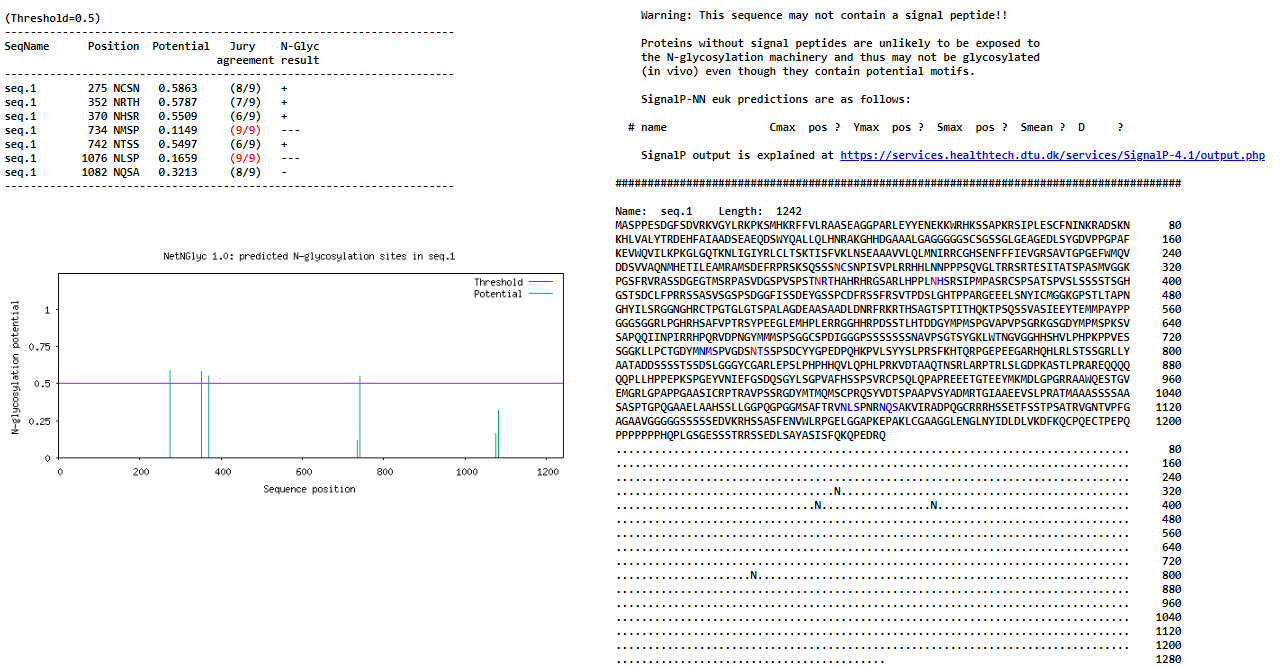 (Threshold=0.5)
----------------------------------------------------------------------
SeqName      Position  Potential   Jury    N-Glyc
                                 agreement result
----------------------------------------------------------------------
seq.1      275 NCSN   0.5863     (8/9)   +
seq.1      352 NRTH   0.5787     (7/9)   +
seq.1      370 NHSR   0.5509     (6/9)   +
seq.1      734 NMSP   0.1149     (9/9)   ---
seq.1      742 NTSS   0.5497     (6/9)   +
seq.1     1076 NLSP   0.1659     (9/9)   ---
seq.1     1082 NQSA   0.3213     (8/9)   -
----------------------------------------------------------------------
NetNGlyc 1.0: predicted N-glycosylation sites in seq.1
Threshold
Potential
N-glycosylation potential
1
0.75
0.5
0.25
0
0 200 400 600 800 1000 1200
Sequence position
Warning: This sequence may not contain a signal peptide!!
Proteins without signal peptides are unlikely to be exposed to
the N-glycosylation machinery and thus may not be glycosylated
(in vivo) even though they contain potential motifs.
SignalP-NN euk predictions are as follows:
# name                Cmax  pos ?  Ymax  pos ?  Smax  pos ?  Smean ?  D     ?
SignalP output is explained at https://services.healthtech.dtu.dk/services/SignalP-4.1/output.php
########################################################################################
Name:  seq.1    Length:  1242
MASPPESDGFSDVRKVGYLRKPKSMHKRFFVLRAASEAGGPARLEYYENEKKWRHKSSAPKRSIPLESCFNINKRADSKN      80
KHLVALYTRDEHFAIAADSEAEQDSWYQALLQLHNRAKGHHDGAAALGAGGGGGSCSGSSGLGEAGEDLSYGDVPPGPAF     160
KEVWQVILKPKGLGQTKNLIGIYRLCLTSKTISFVKLNSEAAAVVLQLMNIRRCGHSENFFFIEVGRSAVTGPGEFWMQV     240
DDSVVAQNMHETILEAMRAMSDEFRPRSKSQSSSNCSNPISVPLRRHHLNNPPPSQVGLTRRSRTESITATSPASMVGGK     320
PGSFRVRASSDGEGTMSRPASVDGSPVSPSTNRTHAHRHRGSARLHPPLNHSRSIPMPASRCSPSATSPVSLSSSSTSGH     400
GSTSDCLFPRRSSASVSGSPSDGGFISSDEYGSSPCDFRSSFRSVTPDSLGHTPPARGEEELSNYICMGGKGPSTLTAPN     480
GHYILSRGGNGHRCTPGTGLGTSPALAGDEAASAADLDNRFRKRTHSAGTSPTITHQKTPSQSSVASIEEYTEMMPAYPP     560
GGGSGGRLPGHRHSAFVPTRSYPEEGLEMHPLERRGGHHRPDSSTLHTDDGYMPMSPGVAPVPSGRKGSGDYMPMSPKSV     640
SAPQQIINPIRRHPQRVDPNGYMMMSPSGGCSPDIGGGPSSSSSSSNAVPSGTSYGKLWTNGVGGHHSHVLPHPKPPVES     720
SGGKLLPCTGDYMNMSPVGDSNTSSPSDCYYGPEDPQHKPVLSYYSLPRSFKHTQRPGEPEEGARHQHLRLSTSSGRLLY     800
AATADDSSSSTSSDSLGGGYCGARLEPSLPHPHHQVLQPHLPRKVDTAAQTNSRLARPTRLSLGDPKASTLPRAREQQQQ     880
QQPLLHPPEPKSPGEYVNIEFGSDQSGYLSGPVAFHSSPSVRCPSQLQPAPREEETGTEEYMKMDLGPGRRAAWQESTGV     960
EMGRLGPAPPGAASICRPTRAVPSSRGDYMTMQMSCPRQSYVDTSPAAPVSYADMRTGIAAEEVSLPRATMAAASSSSAA    1040
SASPTGPQGAAELAAHSSLLGGPQGPGGMSAFTRVNLSPNRNQSAKVIRADPQGCRRRHSSETFSSTPSATRVGNTVPFG    1120
AGAAVGGGGGSSSSSEDVKRHSSASFENVWLRPGELGGAPKEPAKLCGAAGGLENGLNYIDLDLVKDFKQCPQECTPEPQ    1200
PPPPPPPHQPLGSGESSSTRRSSEDLSAYASISFQKQPEDRQ
................................................................................      80
................................................................................     160
................................................................................     240
..................................N.............................................     320
...............................N.................N..............................     400
................................................................................     480
................................................................................     560
................................................................................     640
................................................................................     720
.....................N..........................................................     800
................................................................................     880
................................................................................     960
................................................................................    1040
................................................................................    1120
................................................................................    1200
..........................................                                          1280